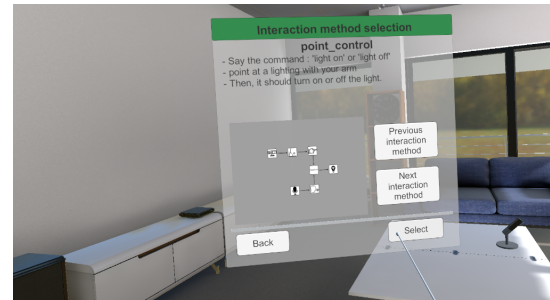 Interaction method selection
point_control
- Say the command : 'light on' or 'light off'
- point at a lighting with your arm
- Then, it should turn on or off the light.
Previous
interaction
method
Next
interaction
method
Back
Select